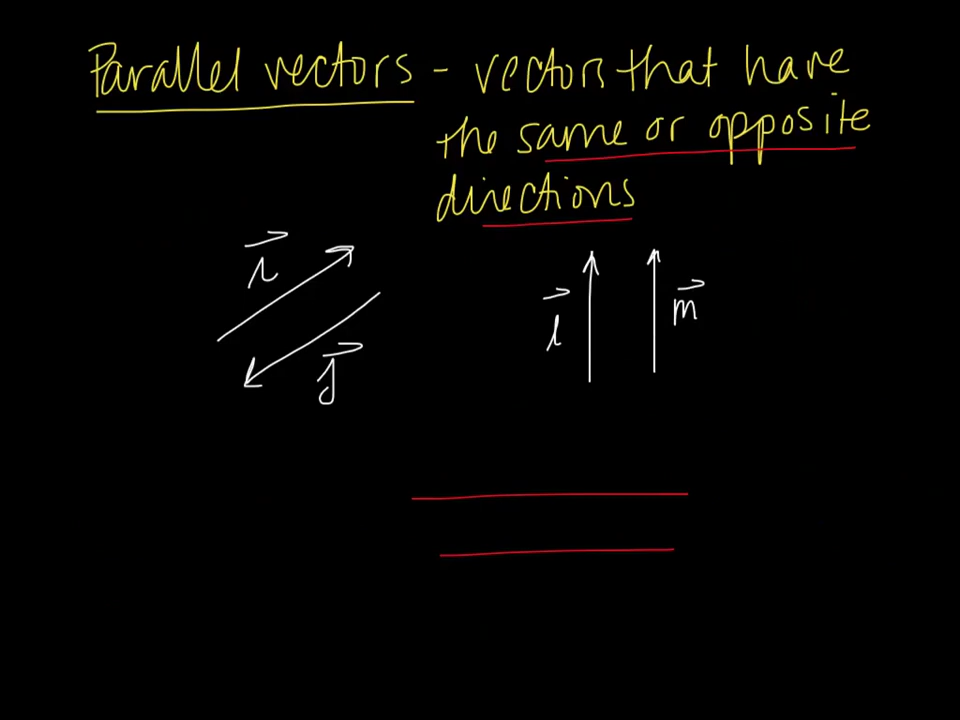 Parallel vectors - vectors that have
the same or opposite
directions
i
j
l
m